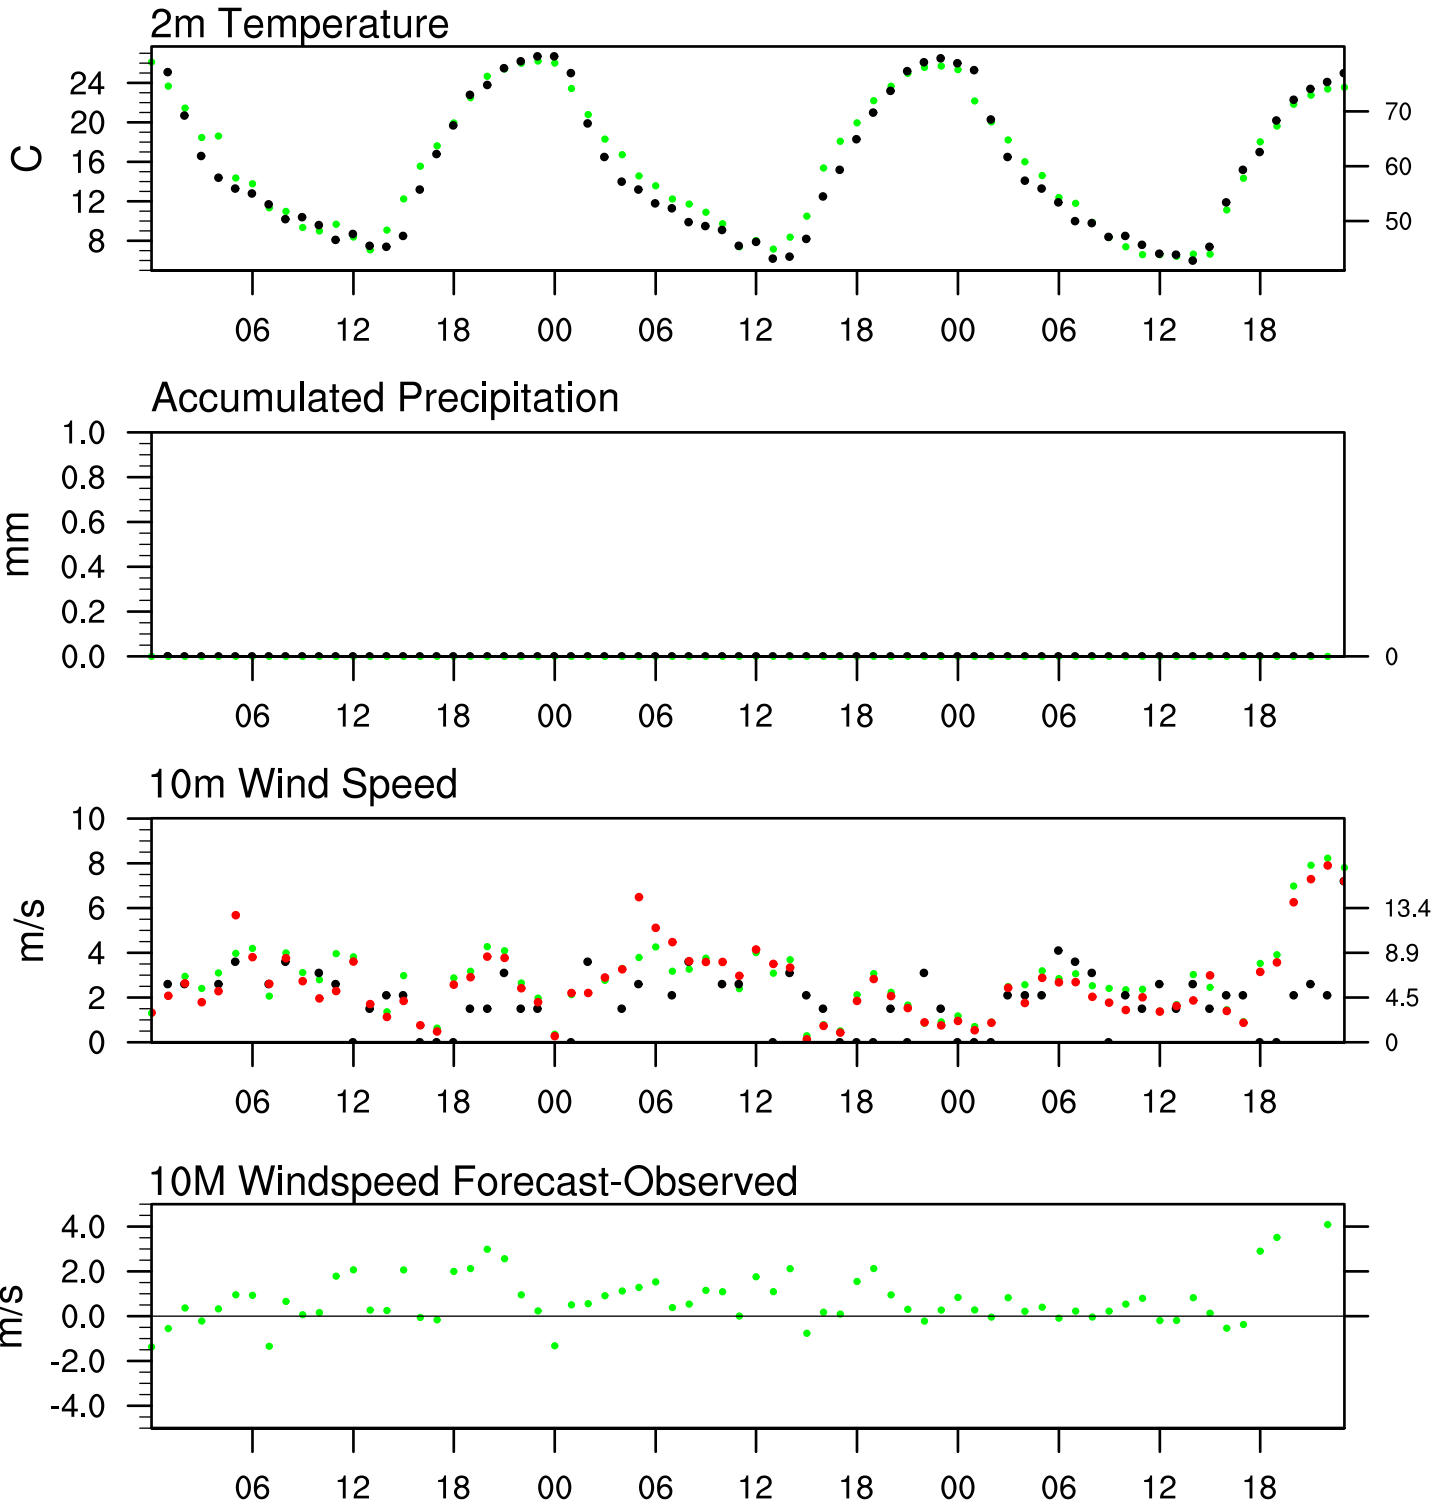 2m Temperature
C
24
20
16
12
8
70
60
50
06 12 18 00 06 12 18 00 06 12 18
Accumulated Precipitation
mm
1.0
0.8
0.6
0.4
0.2
0.0
0
06 12 18 00 06 12 18 00 06 12 18
10m Wind Speed
m/s
10
8
6
4
2
0
13.4
8.9
4.5
0
06 12 18 00 06 12 18 00 06 12 18
10M Windspeed Forecast-Observed
m/s
4.0
2.0
0.0
-2.0
-4.0
06 12 18 00 06 12 18 00 06 12 18